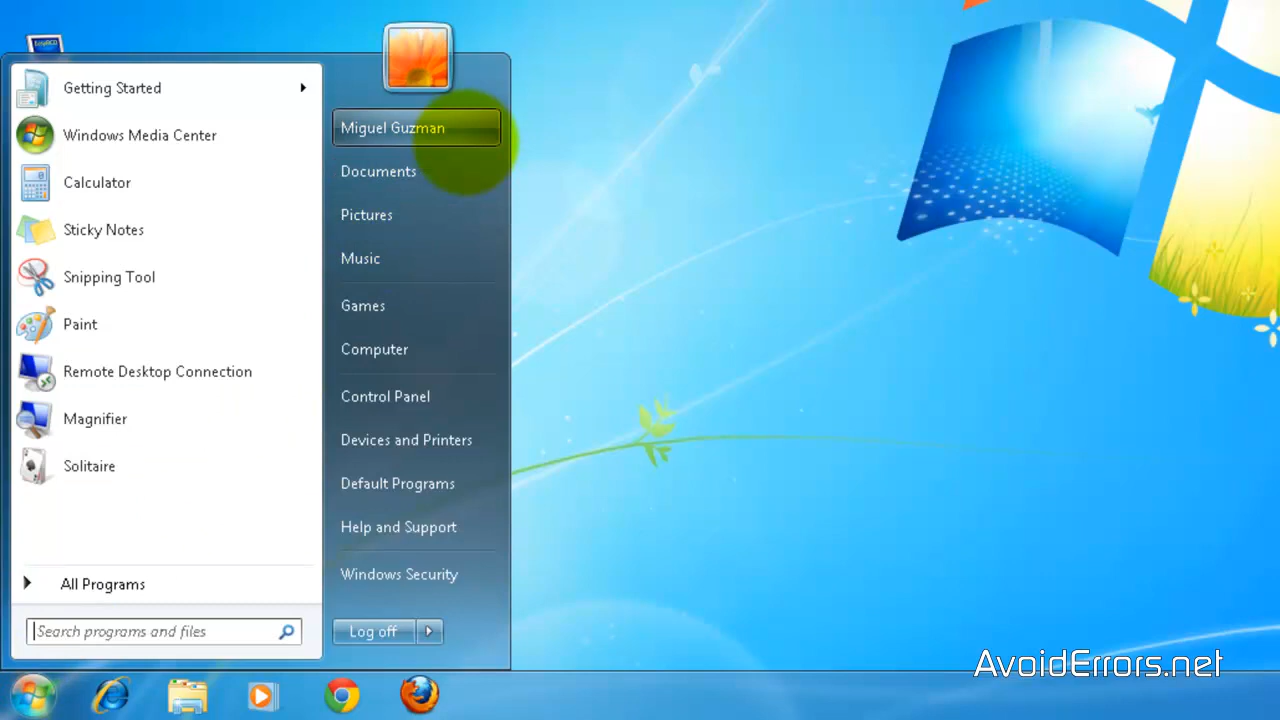 Getting Started
Windows Media Center
Calculator
Sticky Notes
Snipping Tool
Paint
Remote Desktop Connection
Magnifier
Solitaire
All Programs
Search programs and files
Miguel Guzman
Documents
Pictures
Music
Games
Computer
Control Panel
Devices and Printers
Default Programs
Help and Support
Windows Security
Log off
AvoidErrors.net